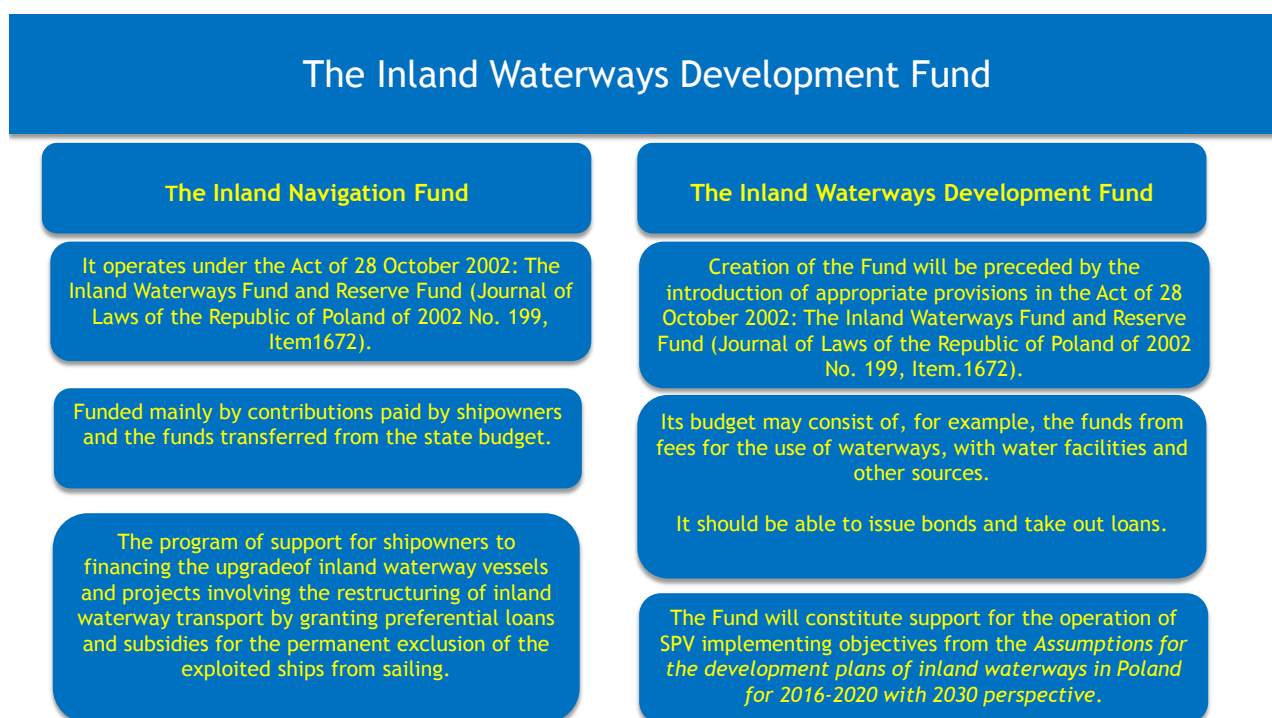 The Inland Waterways Development Fund
The Inland Navigation Fund
It operates under the Act of 28 October 2002: The
Inland Waterways Fund and Reserve Fund (Journal of
Laws of the Republic of Poland of 2002 No. 199,
Item1672).
Funded mainly by contributions paid by shipowners
and the funds transferred from the state budget.
The program of support for shipowners to
financing the upgradeof inland waterway vessels
and projects involving the restructuring of inland
waterway transport by granting preferential loans
and subsidies for the permanent exclusion of the
exploited ships from sailing.
The Inland Waterways Development Fund
Creation of the Fund will be preceded by the
introduction of appropriate provisions in the Act of 28
October 2002: The Inland Waterways Fund and Reserve
Fund (Journal of Laws of the Republic of Poland of 2002
No. 199, Item.1672).
Its budget may consist of, for example, the funds from
fees for the use of waterways, with water facilities and
other sources.
It should be able to issue bonds and take out loans.
The Fund will constitute support for the operation of
SPV implementing objectives from the Assumptions for
the development plans of inland waterways in Poland
for 2016-2020 with 2030 perspective.